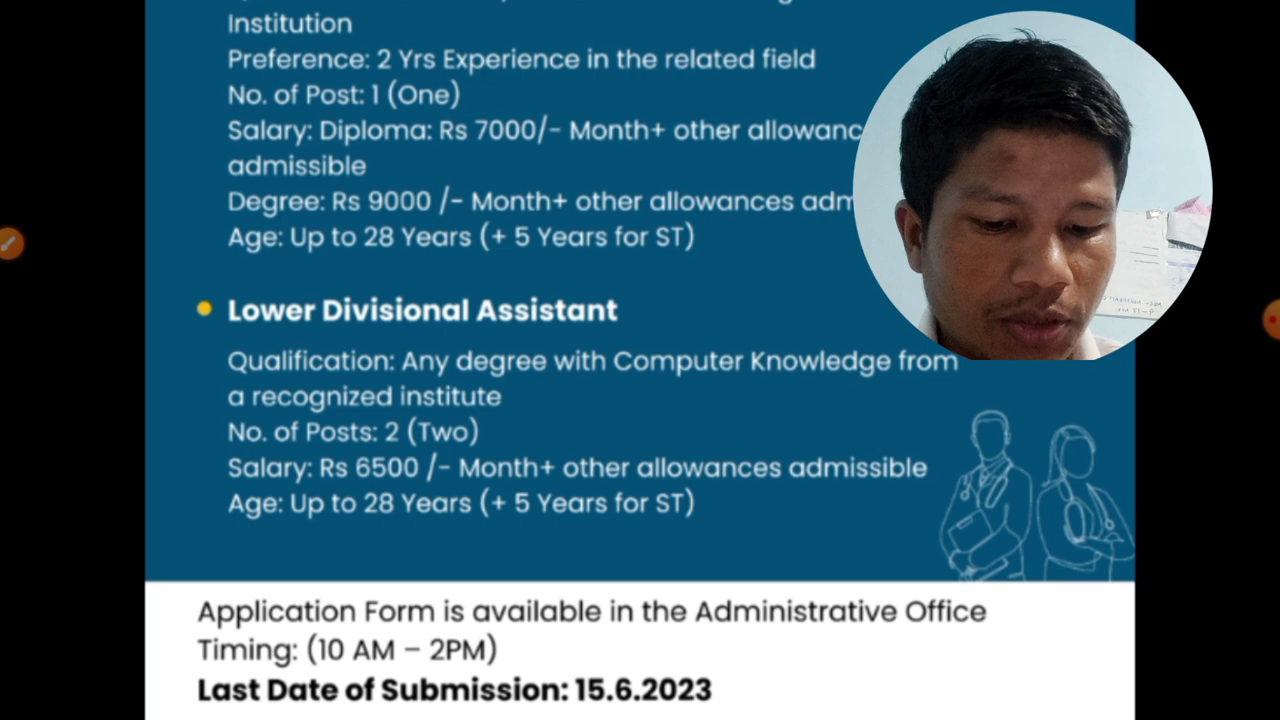 Institution
Preference: 2 Yrs Experience in the related field
No. of Post: 1 (One)
Salary: Diploma: Rs 7000/- Month+ other
admissible
Degree: Rs 9000 /- Month+ other allowances
Age: Up to 28 Years (+ 5 Years for ST)
Lower Divisional Assistant
Qualification: Any degree with Computer Knowledge from
a recognized institute
No. of Posts: 2 (Two)
Salary: Rs 6500 /- Month+ other allowances admissible
Age: Up to 28 Years (+ 5 Years for ST)
Application Form is available in the Administrative Office
Timing: (10 AM – 2PM)
Last Date of Submission: 15.6.2023